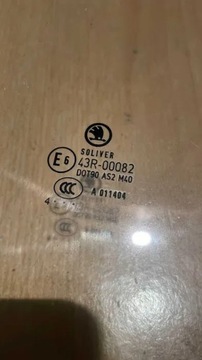 SOLIVER
E6 43R-00082
DOT90 AS2 M40
CCC A 011404